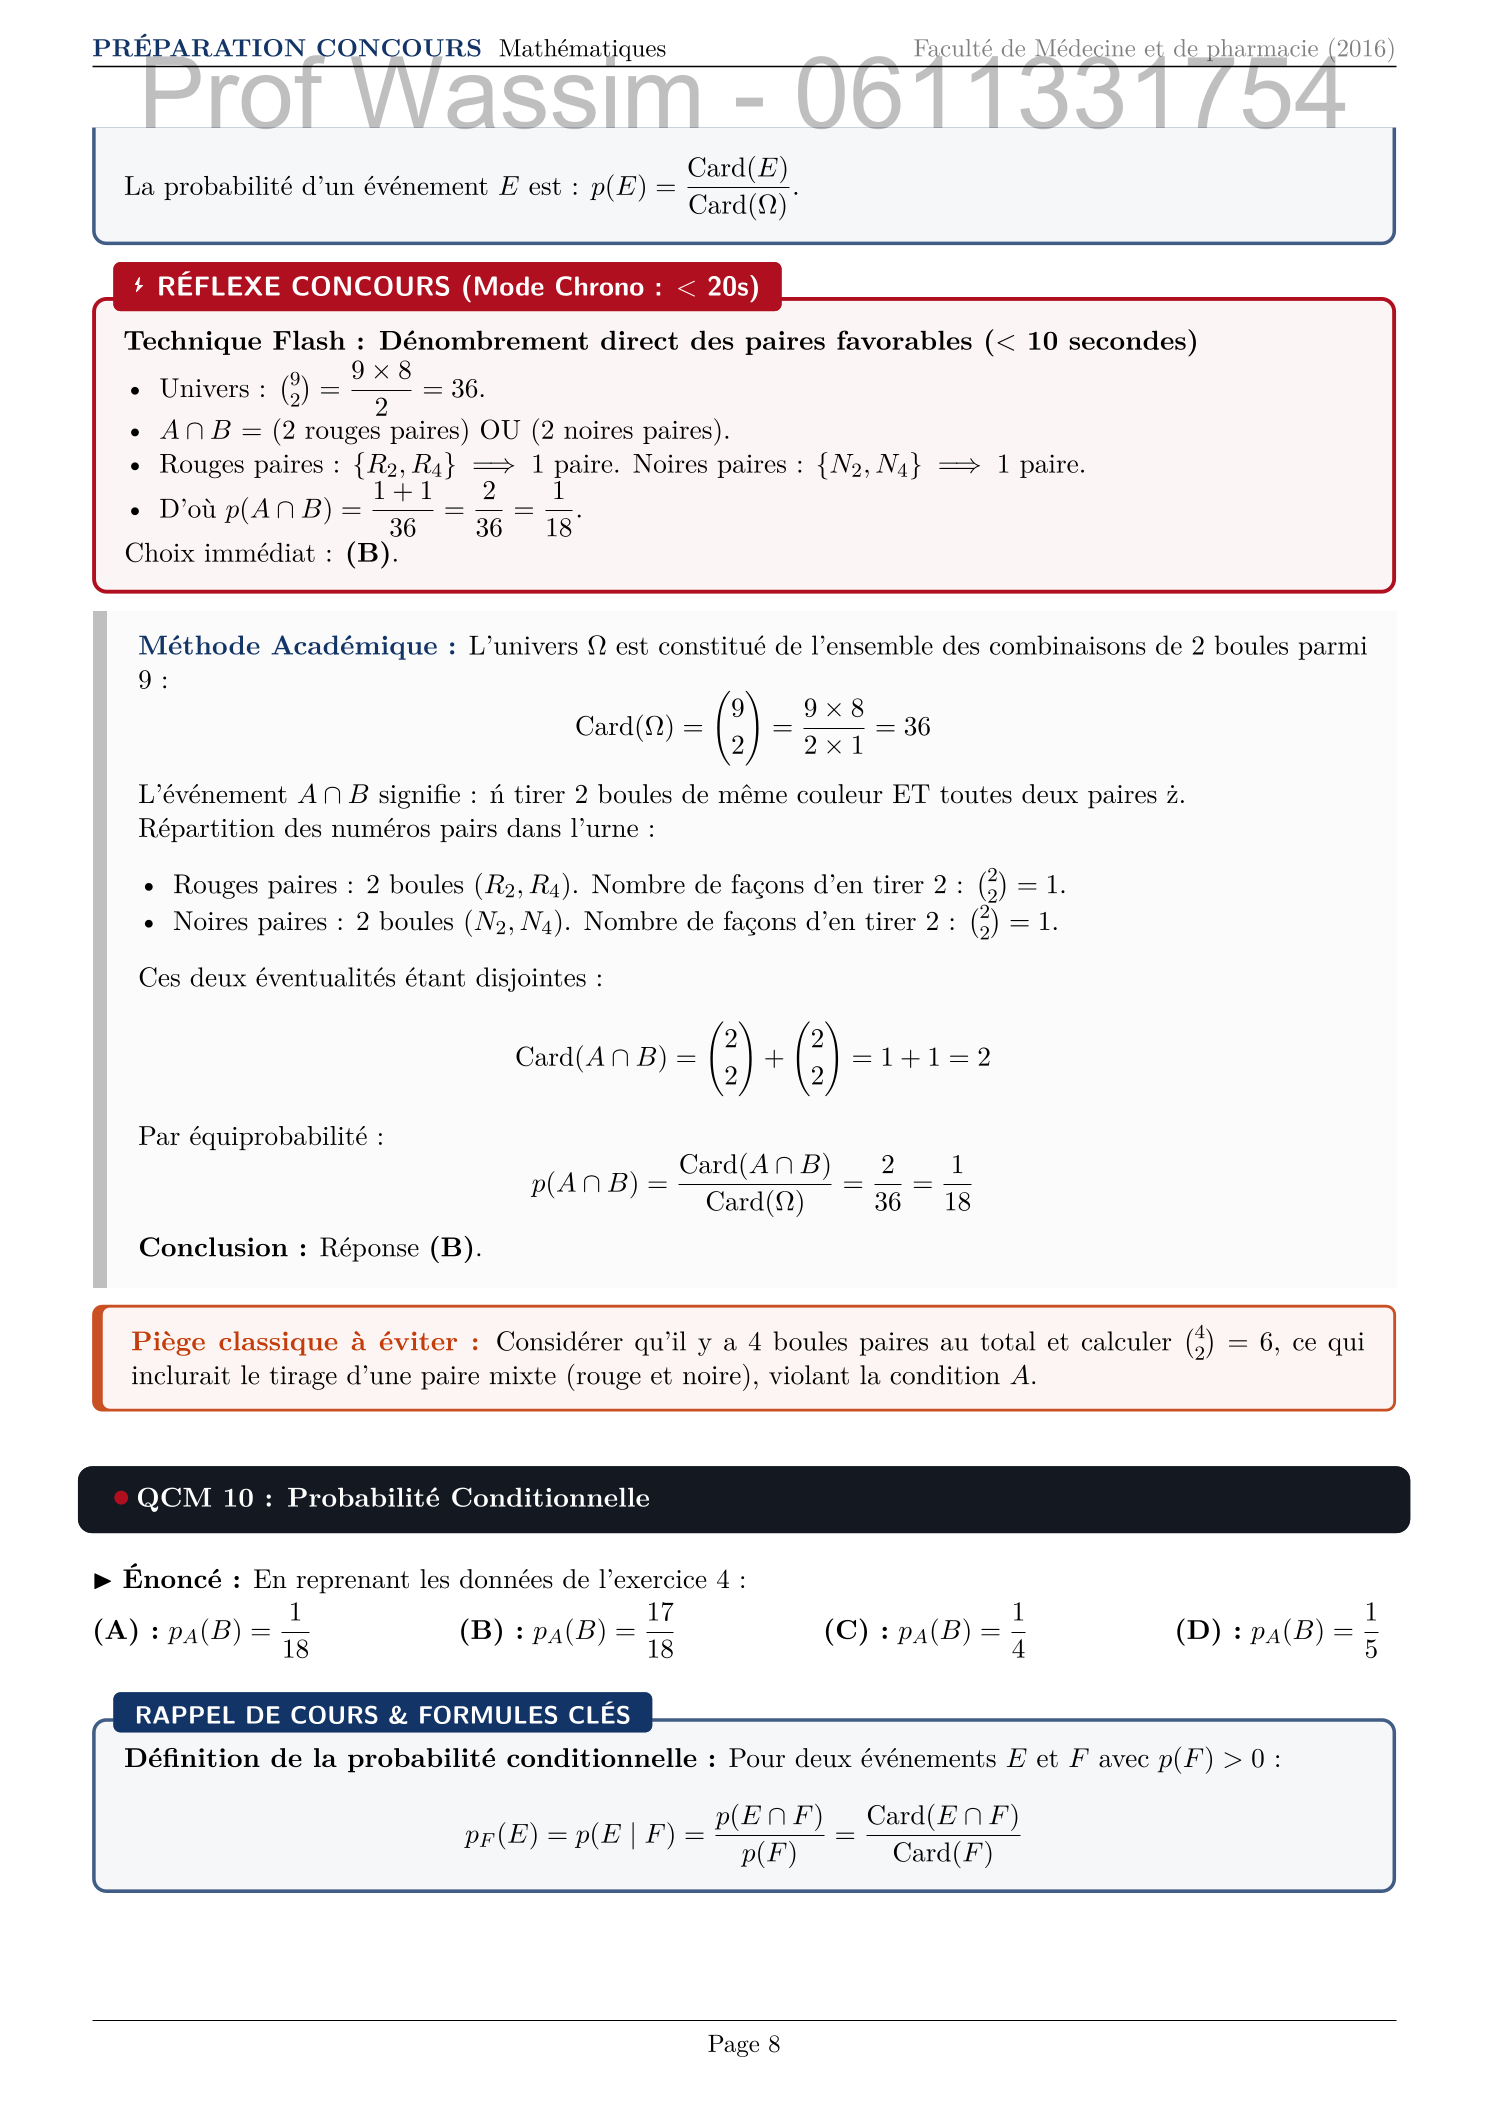 PRÉPARATION CONCOURS Mathématiques Faculté de Médecine et de pharmacie (2016)
Prof Wassim - 0611331754
La probabilité d'un événement E est : p(E) = Card(E)/Card(Ω).
RÉFLEXE CONCOURS (Mode Chrono : < 20s)
Technique Flash : Dénombrement direct des paires favorables (< 10 secondes)
• Univers : (9 2) = 9 × 8/2 = 36.
• A ∩ B = (2 rouges paires) OU (2 noires paires).
• Rouges paires : {R₂, R₄} ⟹ 1 paire. Noires paires : {N₂, N₄} ⟹ 1 paire.
• D'où p(A ∩ B) = 1 + 1/36 = 2/36 = 1/18.
Choix immédiat : (B).
Méthode Académique : L'univers Ω est constitué de l'ensemble des combinaisons de 2 boules parmi
9 :
Card(Ω) = (9 2) = 9 × 8/2 × 1 = 36
L'événement A ∩ B signifie : ń tirer 2 boules de même couleur ET toutes deux paires ż.
Répartition des numéros pairs dans l'urne :
• Rouges paires : 2 boules (R₂, R₄). Nombre de façons d'en tirer 2 : (2 2) = 1.
• Noires paires : 2 boules (N₂, N₄). Nombre de façons d'en tirer 2 : (2 2) = 1.
Ces deux éventualités étant disjointes :
Card(A ∩ B) = (2 2) + (2 2) = 1 + 1 = 2
Par équiprobabilité :
p(A ∩ B) = Card(A ∩ B)/Card(Ω) = 2/36 = 1/18
Conclusion : Réponse (B).
Piège classique à éviter : Considérer qu'il y a 4 boules paires au total et calculer (4 2) = 6, ce qui
inclurait le tirage d'une paire mixte (rouge et noire), violant la condition A.
QCM 10 : Probabilité Conditionnelle
▶ Énoncé : En reprenant les données de l'exercice 4 :
(A) : p_A(B) = 1/18 (B) : p_A(B) = 17/18 (C) : p_A(B) = 1/4 (D) : p_A(B) = 1/5
RAPPEL DE COURS & FORMULES CLÉS
Définition de la probabilité conditionnelle : Pour deux événements E et F avec p(F) > 0 :
p_F(E) = p(E | F) = p(E ∩ F)/p(F) = Card(E ∩ F)/Card(F)
Page 8